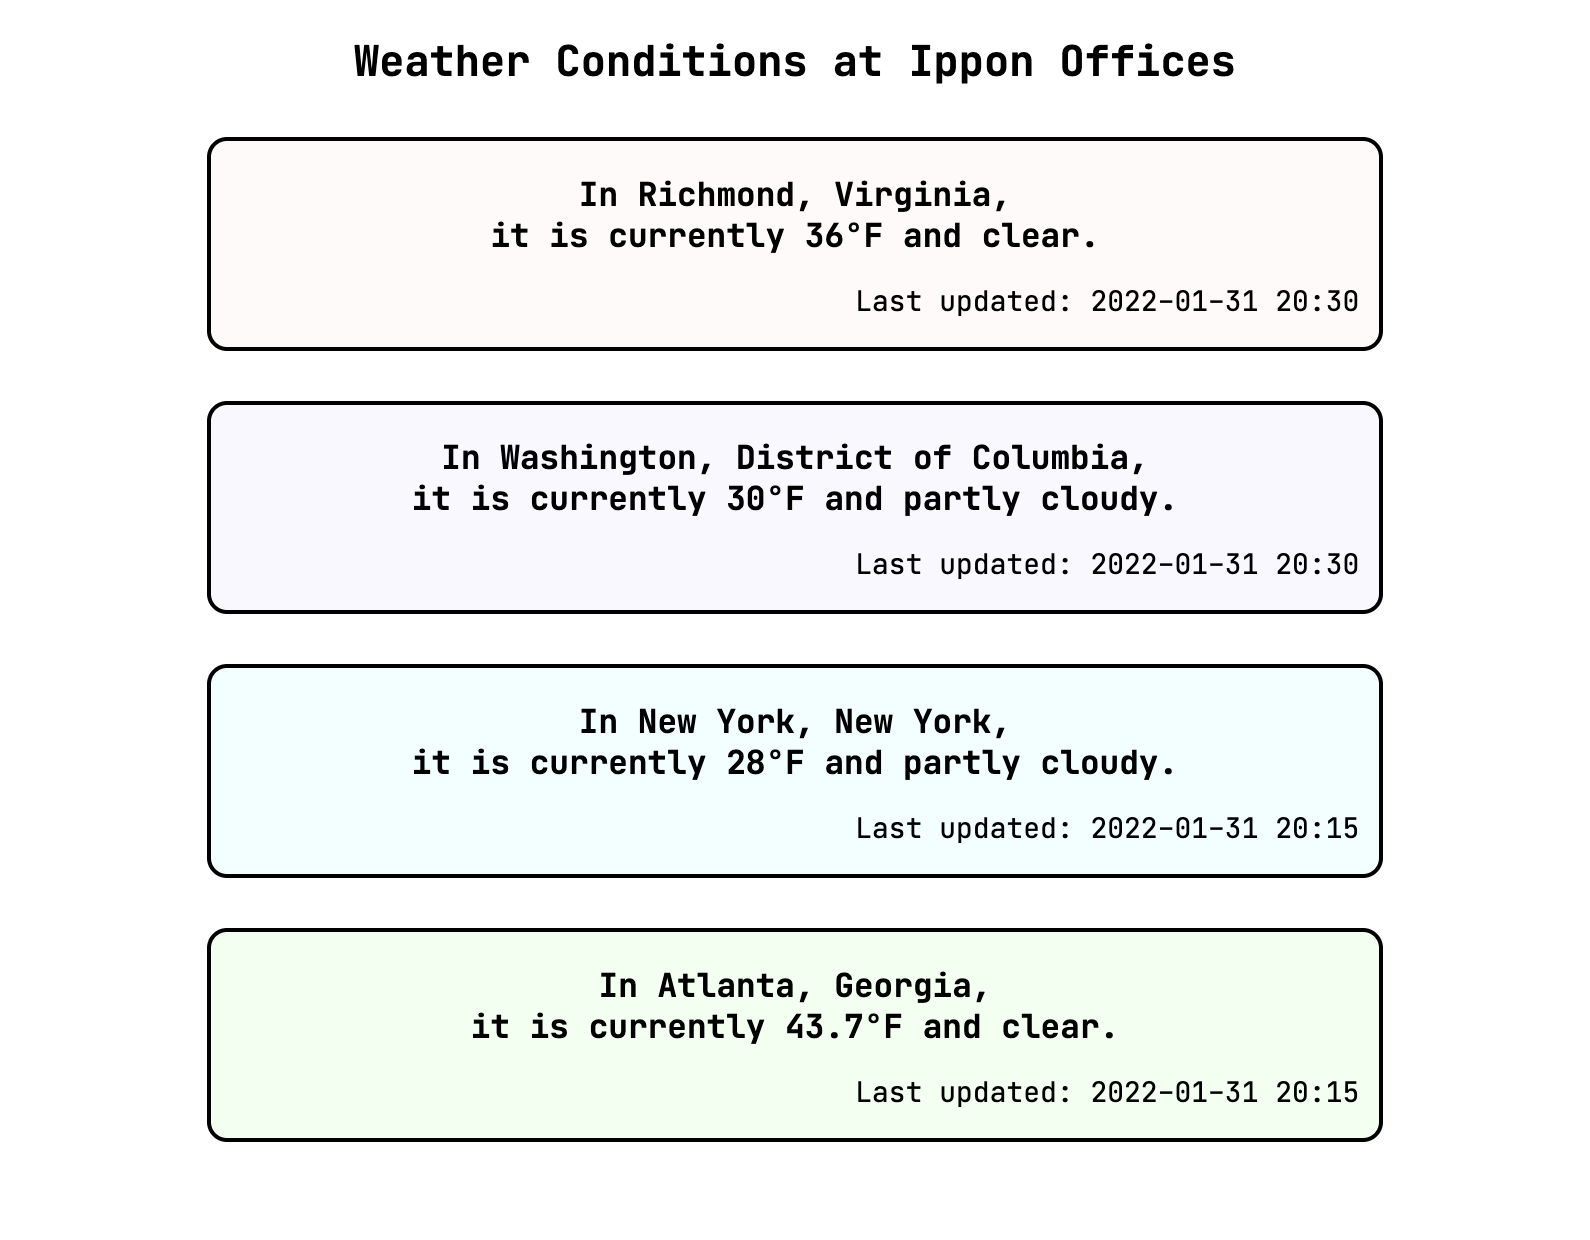 Weather Conditions at Ippon Offices
In Richmond, Virginia,
it is currently 36°F and clear.
Last updated: 2022-01-31 20:30
In Washington, District of Columbia,
it is currently 30°F and partly cloudy.
Last updated: 2022-01-31 20:30
In New York, New York,
it is currently 28°F and partly cloudy.
Last updated: 2022-01-31 20:15
In Atlanta, Georgia,
it is currently 43.7°F and clear.
Last updated: 2022-01-31 20:15